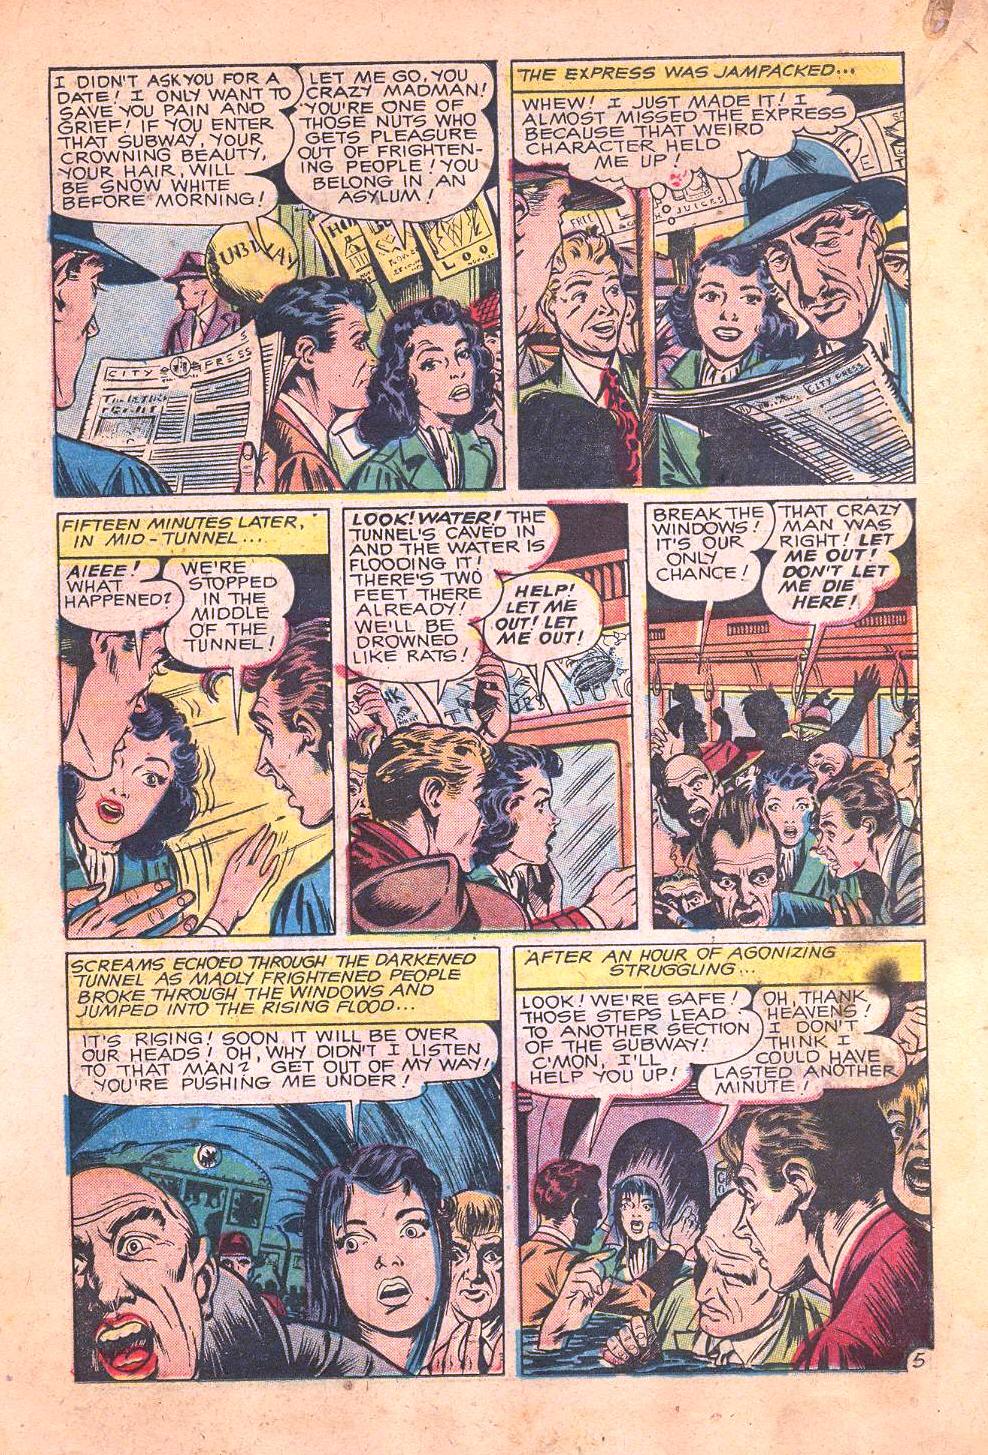 I DIDN'T ASK YOU FOR A
DATE! I ONLY WANT TO
SAVE YOU PAIN AND
GRIEF! IF YOU ENTER
THAT SUBWAY, YOUR
CROWNING BEAUTY,
YOUR HAIR, WILL
BE SNOW WHITE
BEFORE MORNING!
LET ME GO, YOU
CRAZY MADMAN!
YOU'RE ONE OF
THOSE NUTS WHO
GETS PLEASURE
OUT OF FRIGHTEN-
ING PEOPLE! YOU
BELONG IN AN
ASYLUM!
UBWAY
LOO
CITY PRESS
THE EXPRESS WAS JAMPACKED...
WHEW! I JUST MADE IT! I
ALMOST MISSED THE EXPRESS
BECAUSE THAT WEIRD
CHARACTER HELD
ME UP!
JUICES
FREE
CITY PRESS
FIFTEEN MINUTES LATER,
IN MID-TUNNEL...
AIEEE!
WHAT
HAPPENED?
WE'RE
STOPPED
IN THE
MIDDLE
OF THE
TUNNEL!
LOOK! WATER! THE
TUNNEL'S CAVED IN
AND THE WATER IS
FLOODING IT!
THERE'S TWO
FEET THERE
ALREADY!
WE'LL BE
DROWNED
LIKE RATS!
HELP!
LET ME
OUT! LET
ME OUT!
BREAK THE
WINDOWS!
IT'S OUR
ONLY
CHANCE!
THAT CRAZY
MAN WAS
RIGHT! LET
ME OUT!
DON'T LET
ME DIE
HERE!
SCREAMS ECHOED THROUGH THE DARKENED
TUNNEL AS MADLY FRIGHTENED PEOPLE
BROKE THROUGH THE WINDOWS AND
JUMPED INTO THE RISING FLOOD...
IT'S RISING! SOON IT WILL BE OVER
OUR HEADS! OH, WHY DIDN'T I LISTEN
TO THAT MAN? GET OUT OF MY WAY!
YOU'RE PUSHING ME UNDER!
AFTER AN HOUR OF AGONIZING
STRUGGLING...
LOOK! WE'RE SAFE!
THOSE STEPS LEAD
TO ANOTHER SECTION
OF THE SUBWAY!
C'MON, I'LL
HELP YOU UP!
OH, THANK
HEAVENS!
I DON'T
THINK I
COULD HAVE
LASTED ANOTHER
MINUTE!
5